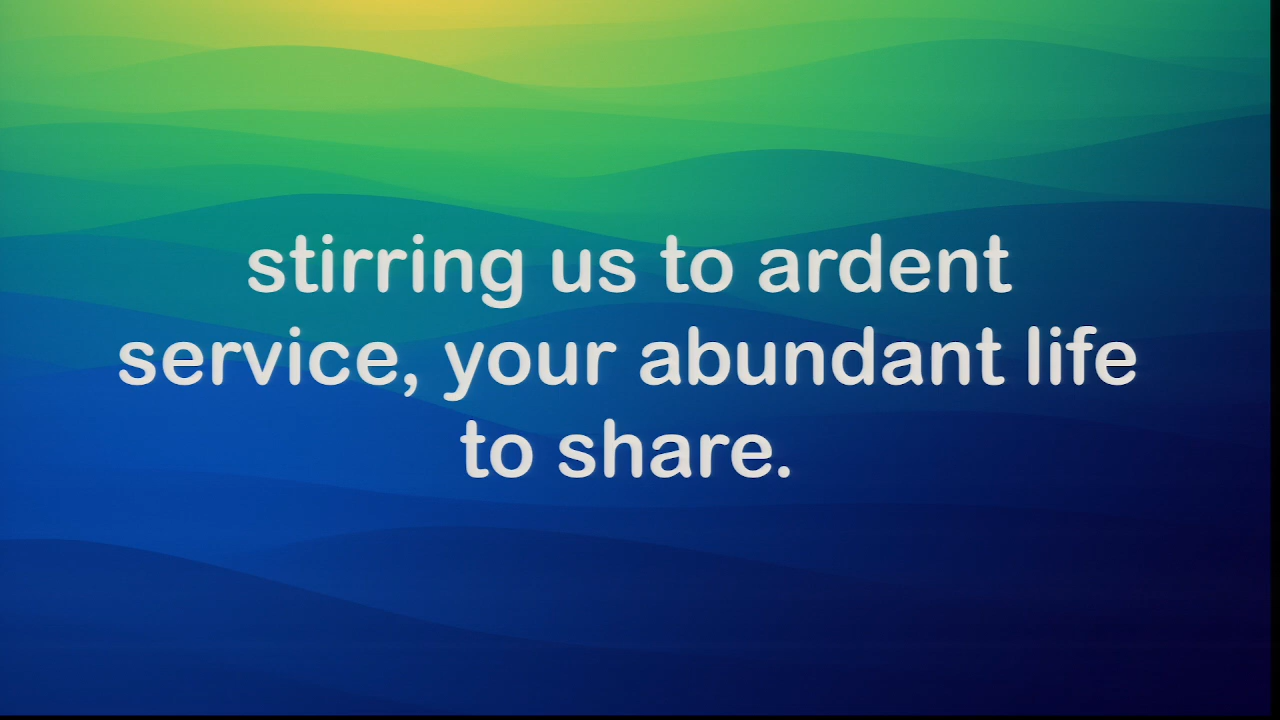 stirring us to ardent
service, your abundant life
to share.